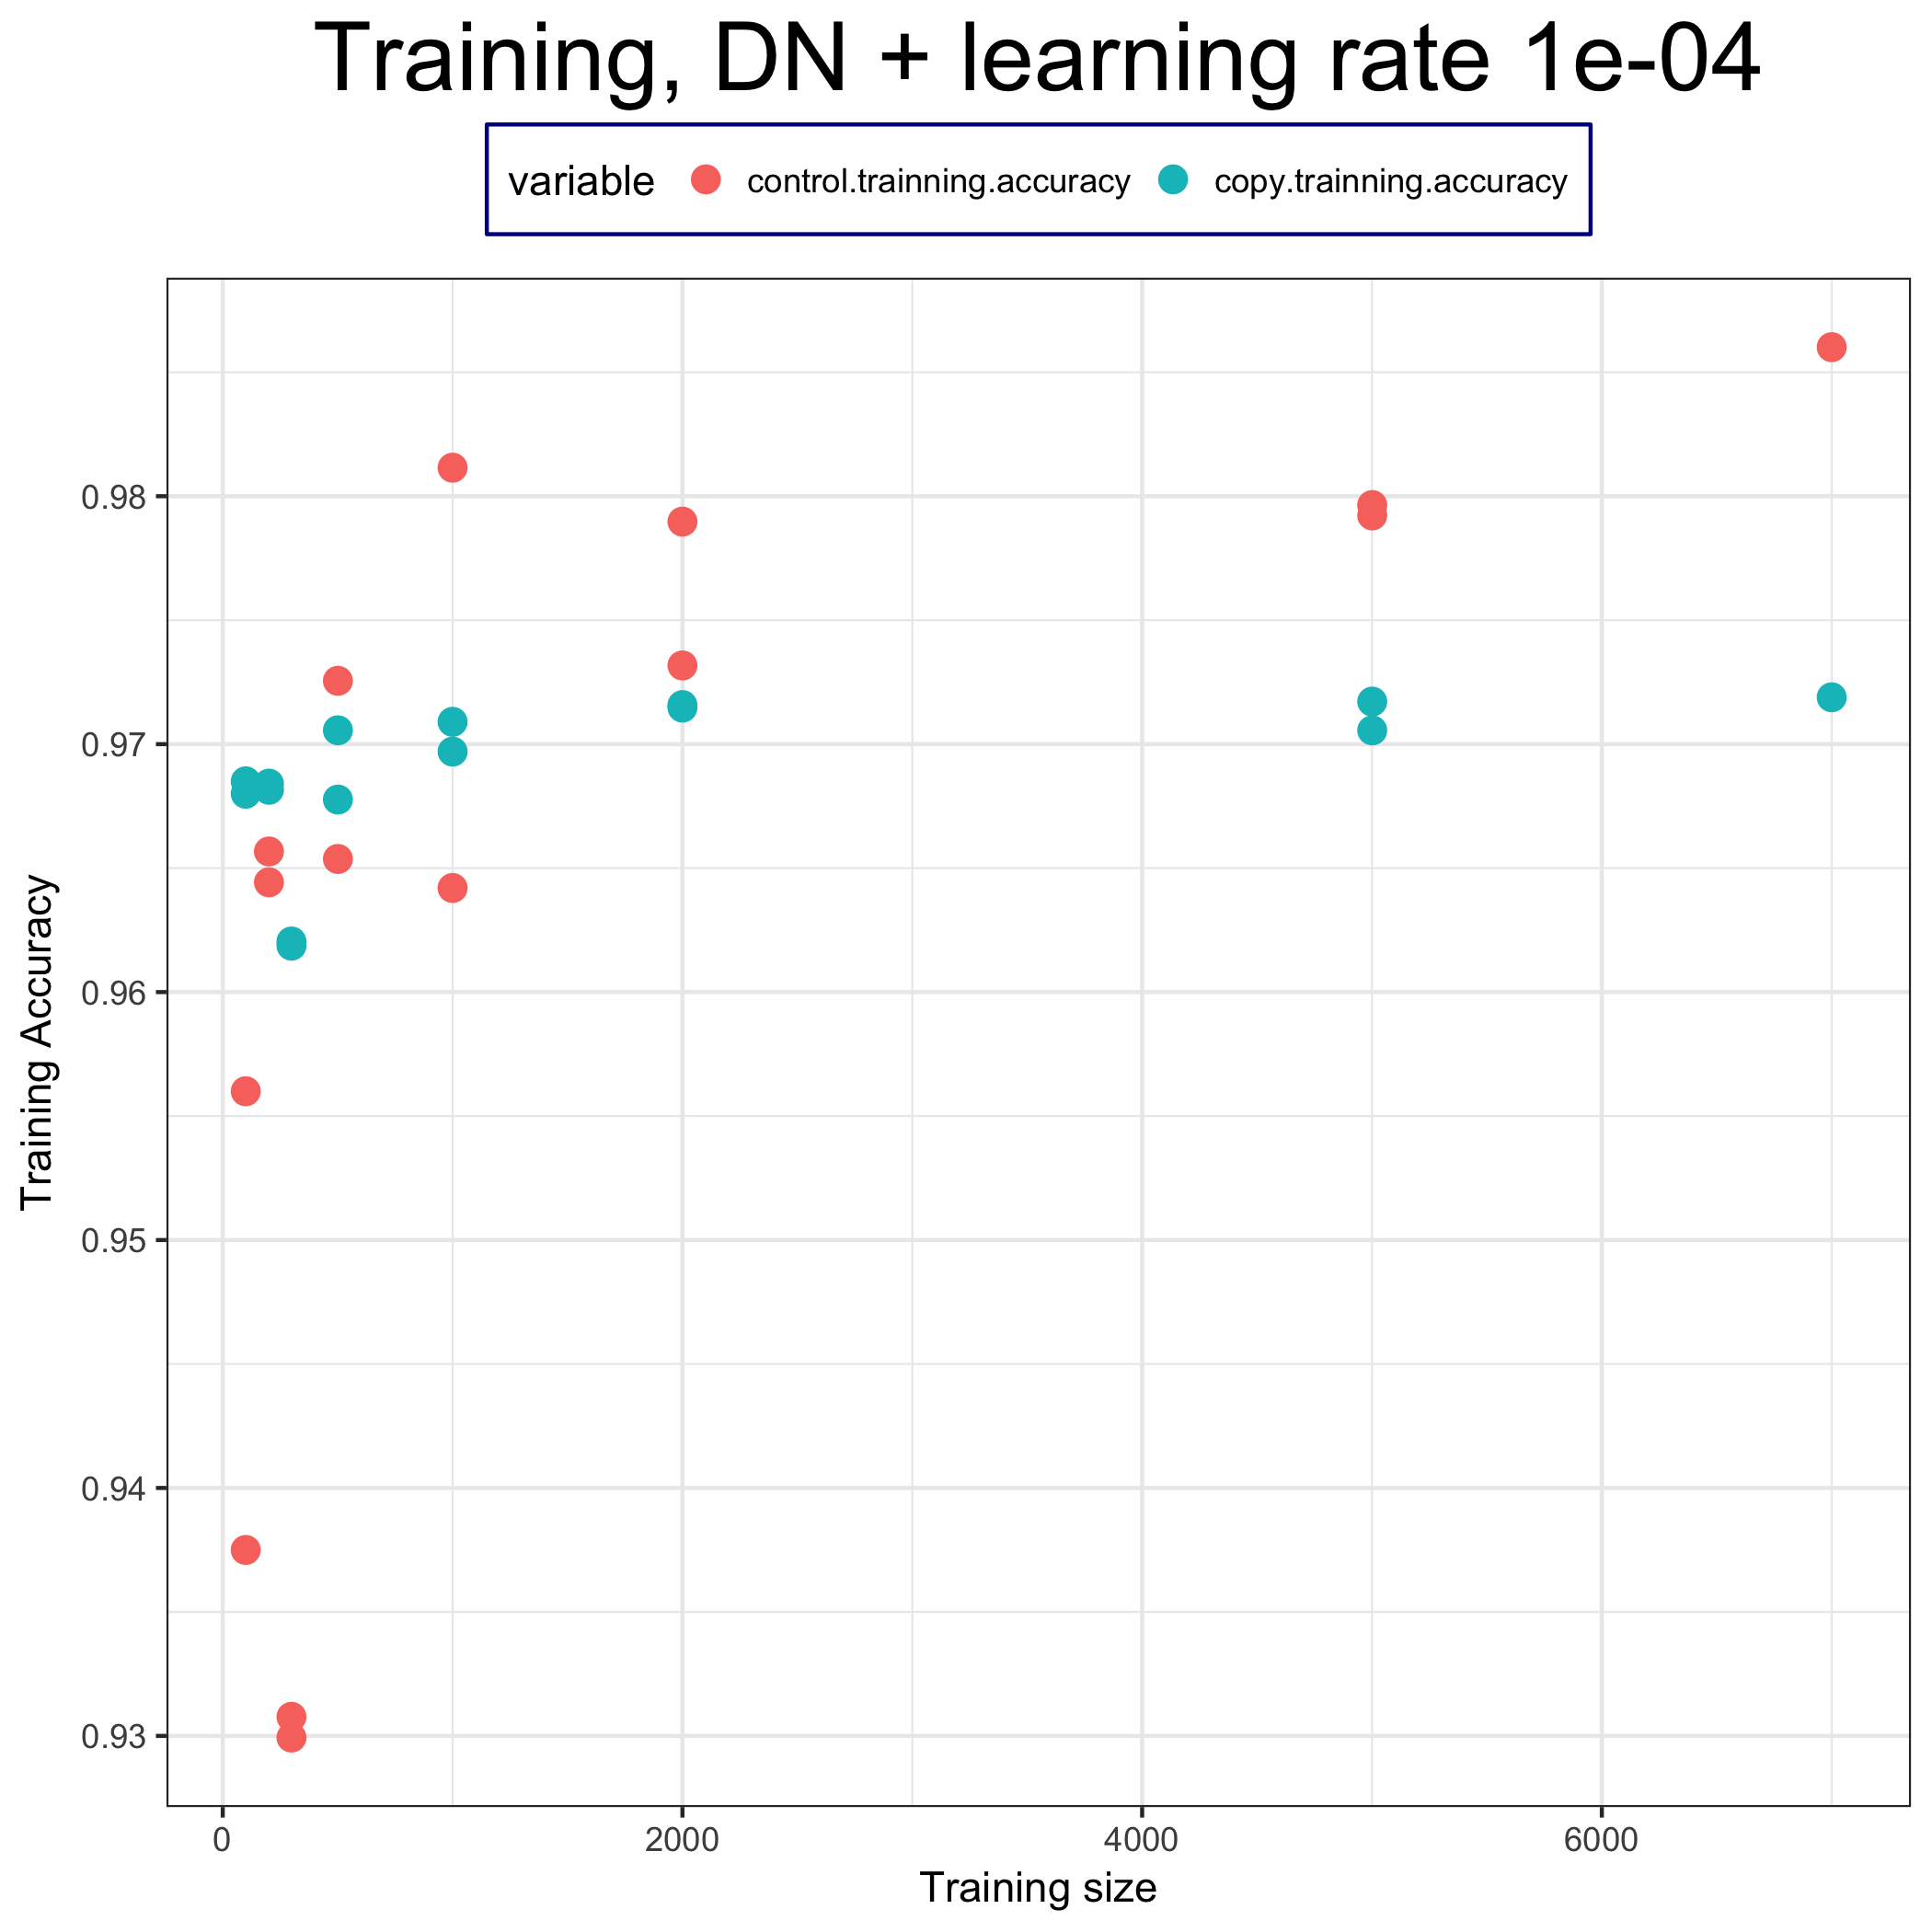 Training, DN + learning rate 1e-04
variable control.trainning.accuracy copy.trainning.accuracy
0.98
0.97
0.96
0.95
0.94
0.93
Training Accuracy
0 2000 4000 6000
Training size